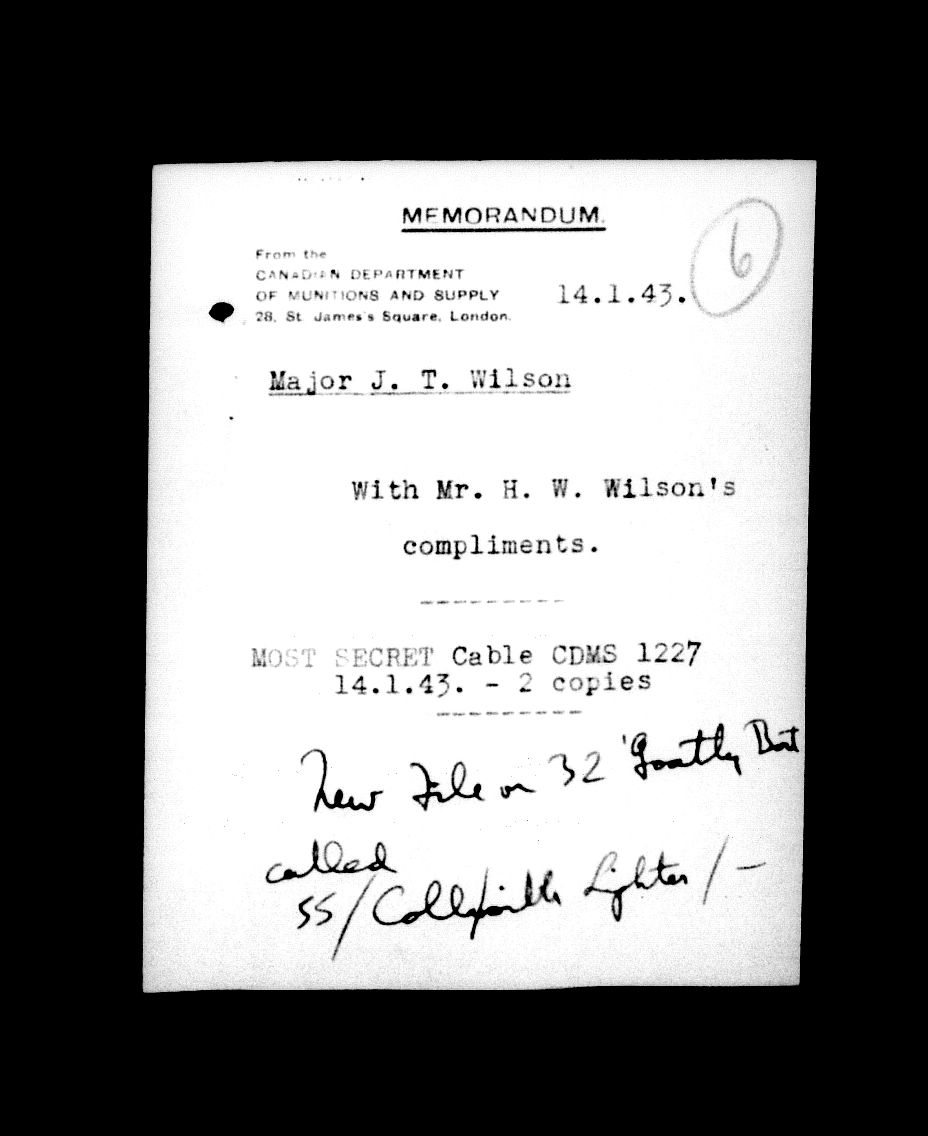 MEMORANDUM.
6
From the
CANADIAN DEPARTMENT
OF MUNITIONS AND SUPPLY
28, St. James's Square, London.
14.1.43.
Major J. T. Wilson
With Mr. H. W. Wilson's
compliments.
---------
MOST SECRET Cable CDMS 1227
14.1.43. - 2 copies
---------
New File on 32 ' Boat
called
SS/Collapsible Lighter/-